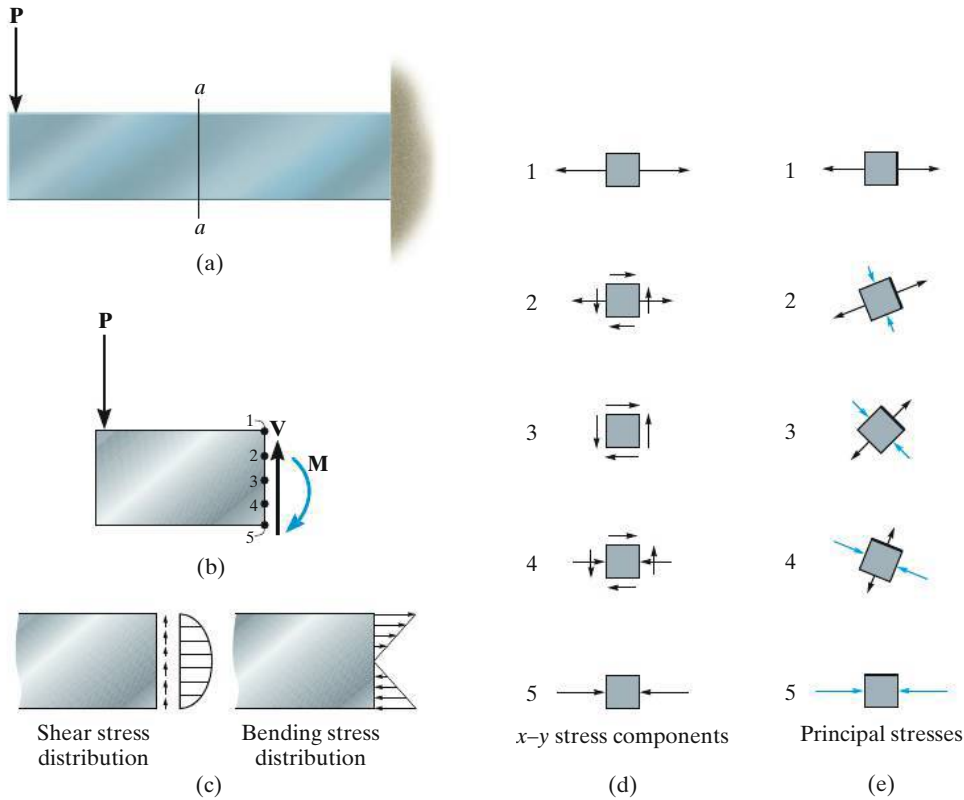 P
a
a
(a)
P
1
V
2
M
3
4
5
(b)
Shear stress
distribution
Bending stress
distribution
(c)
1
2
3
4
5
x–y stress components
(d)
1
2
3
4
5
Principal stresses
(e)